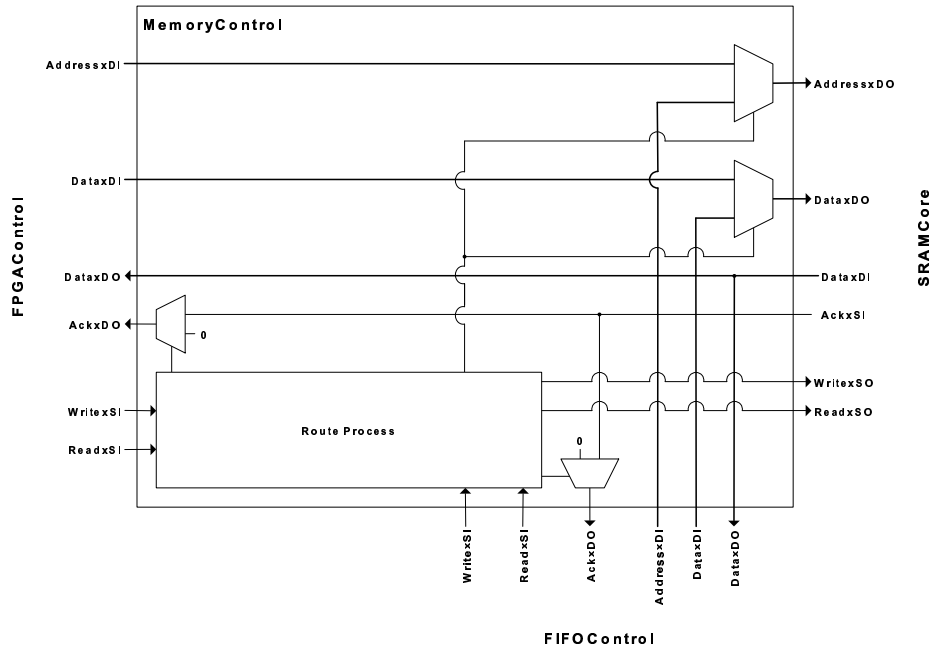 MemoryControl
AddressxDI
AddressxDO
DataxDI
DataxDO
FPGAControl
SRAMCore
DataxDO
DataxDI
AckxDO
0
AckxSI
WritexSO
WritexSI
ReadxSO
Route Process
ReadxSI
0
WritexSI
ReadxSI
AckxDO
AddressxDI
DataxDI
DataxDO
FIFOControl